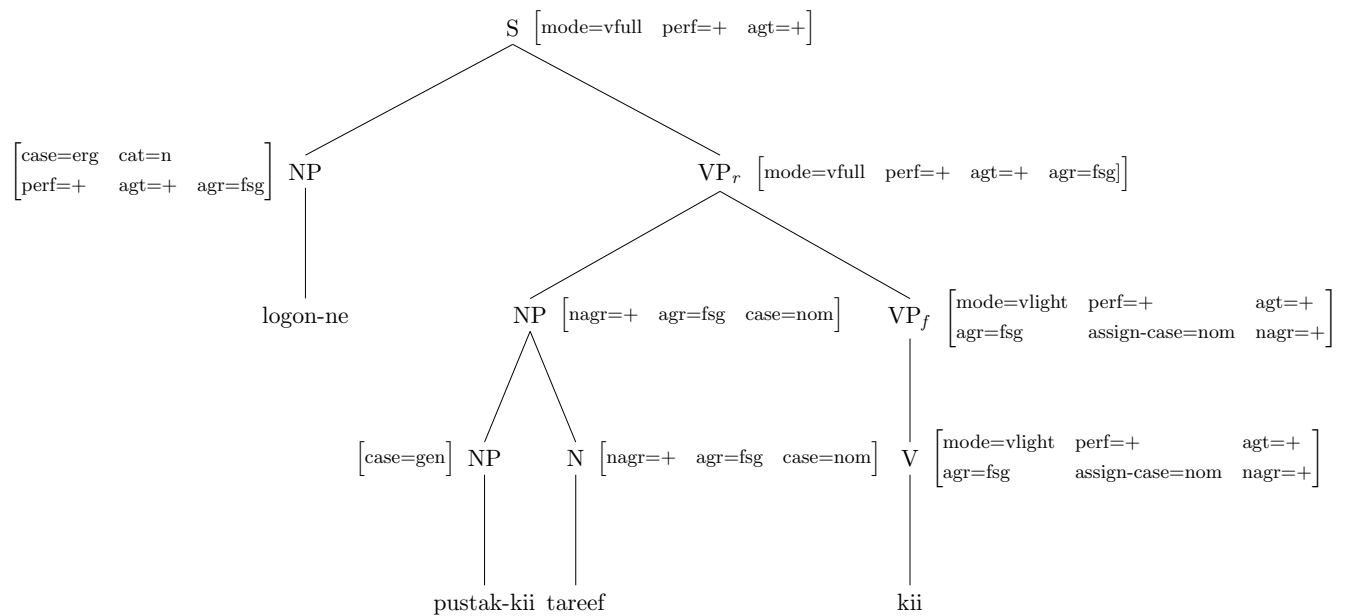 S [mode=vfull perf=+ agt=+]
[case=erg cat=n
perf=+ agt=+ agr=fsg] NP
VP_r [mode=vfull perf=+ agt=+ agr=fsg]]
logon-ne
NP [nagr=+ agr=fsg case=nom]
VP_f [mode=vlight perf=+ agt=+
agr=fsg assign-case=nom nagr=+]
[case=gen] NP
N [nagr=+ agr=fsg case=nom]
V [mode=vlight perf=+ agt=+
agr=fsg assign-case=nom nagr=+]
pustak-kii tareef kii